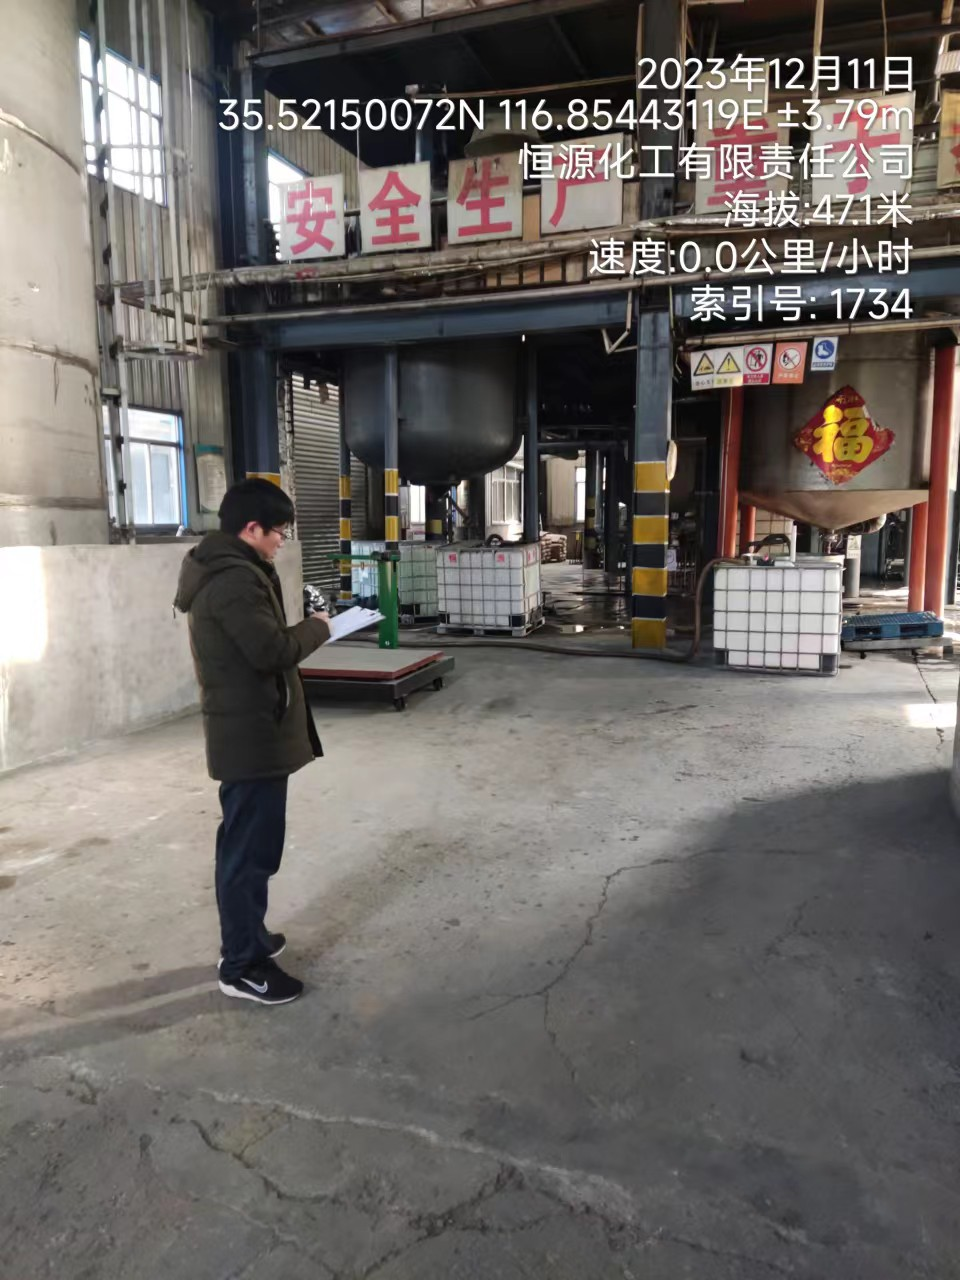 2023年12月11日
35.52150072N 116.85443119E ±3.79m
恒源化工有限责任公司
海拔:47.1米
速度:0.0公里/小时
索引号: 1734
安全生产 重于
福